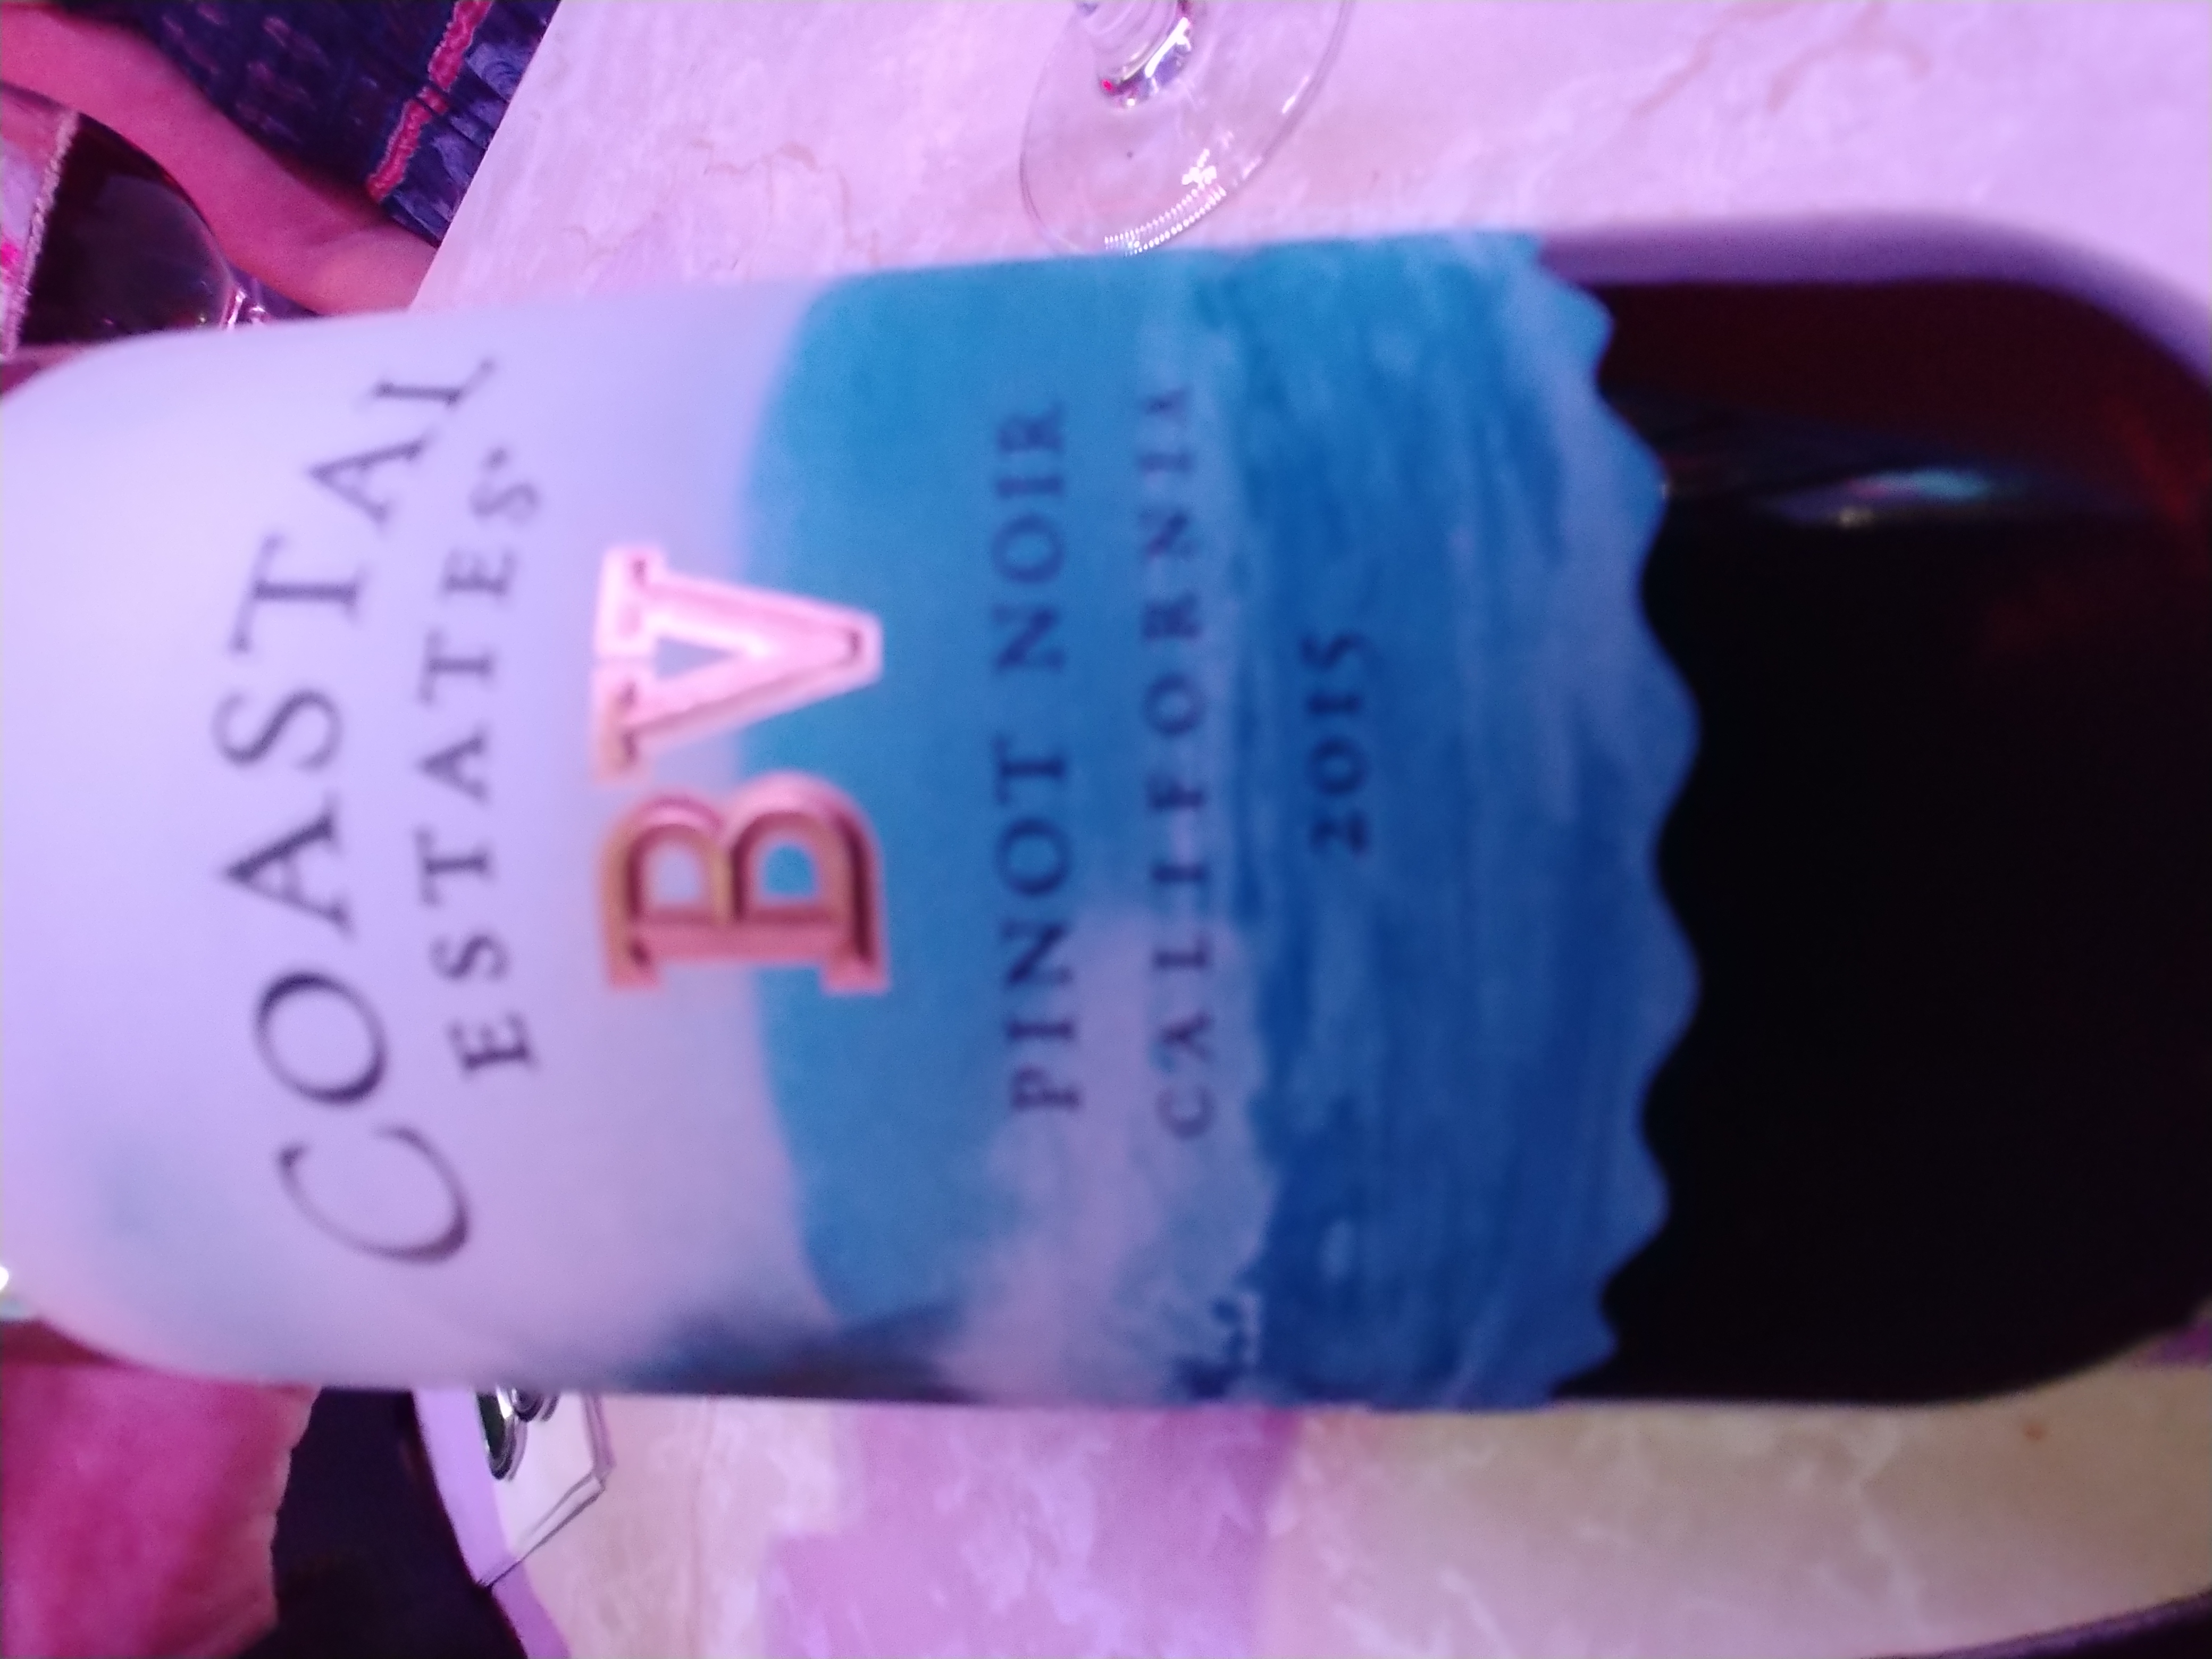 COASTAL
ESTATES
BV
PINOT NOIR
CALIFORNIA
2015